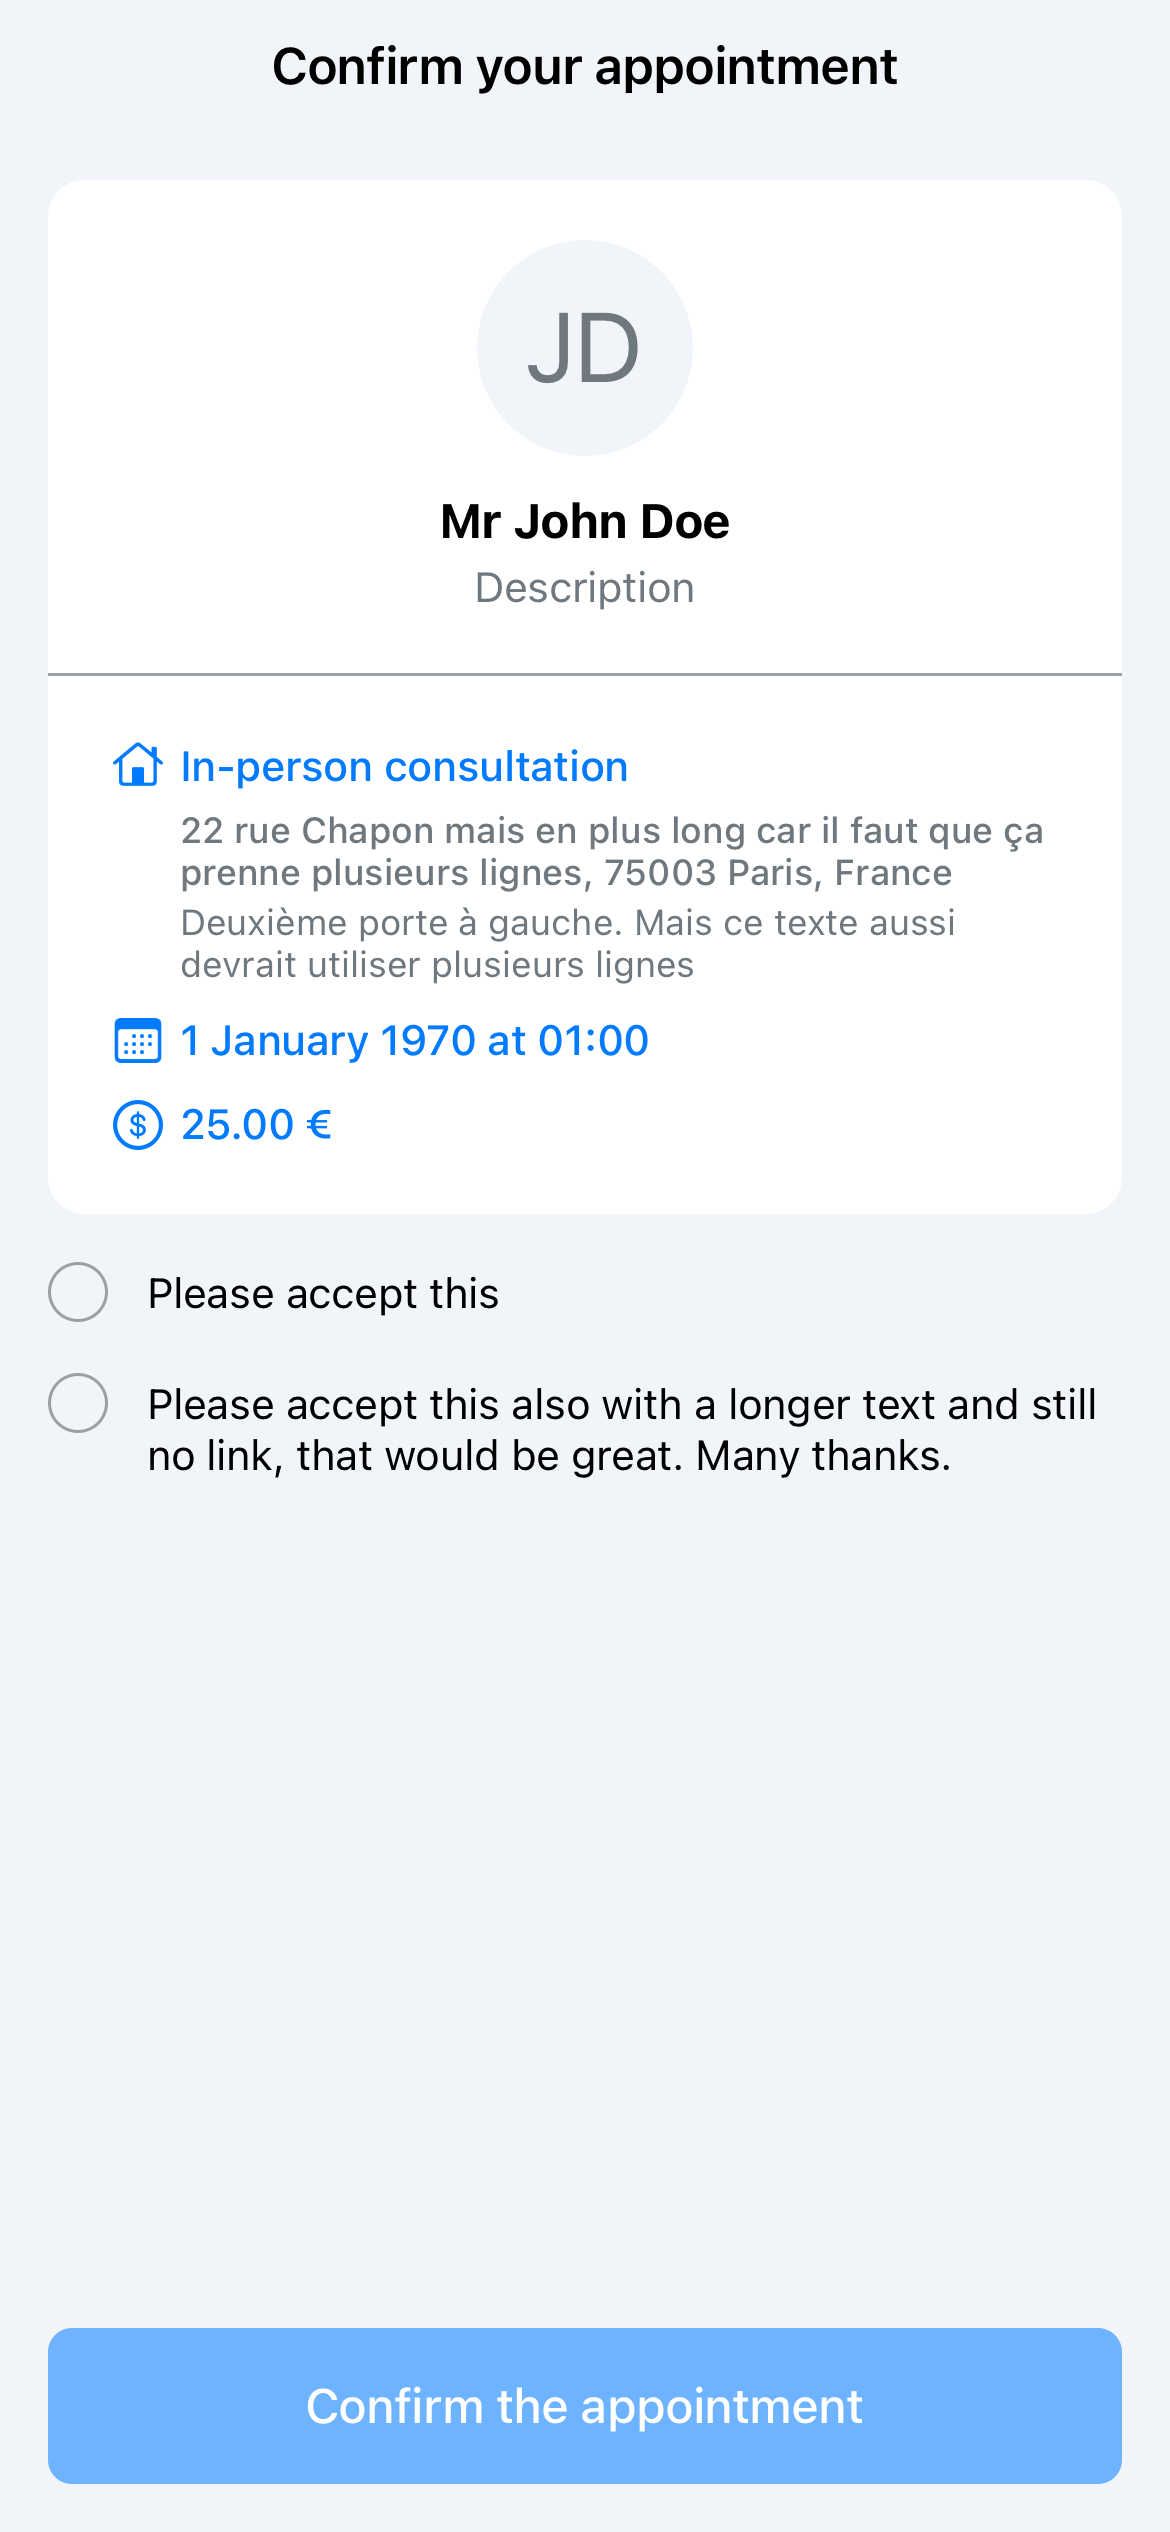 Confirm your appointment
JD
Mr John Doe
Description
In-person consultation
22 rue Chapon mais en plus long car il faut que ça
prenne plusieurs lignes, 75003 Paris, France
Deuxième porte à gauche. Mais ce texte aussi
devrait utiliser plusieurs lignes
1 January 1970 at 01:00
$ 25.00 €
Please accept this
Please accept this also with a longer text and still
no link, that would be great. Many thanks.
Confirm the appointment